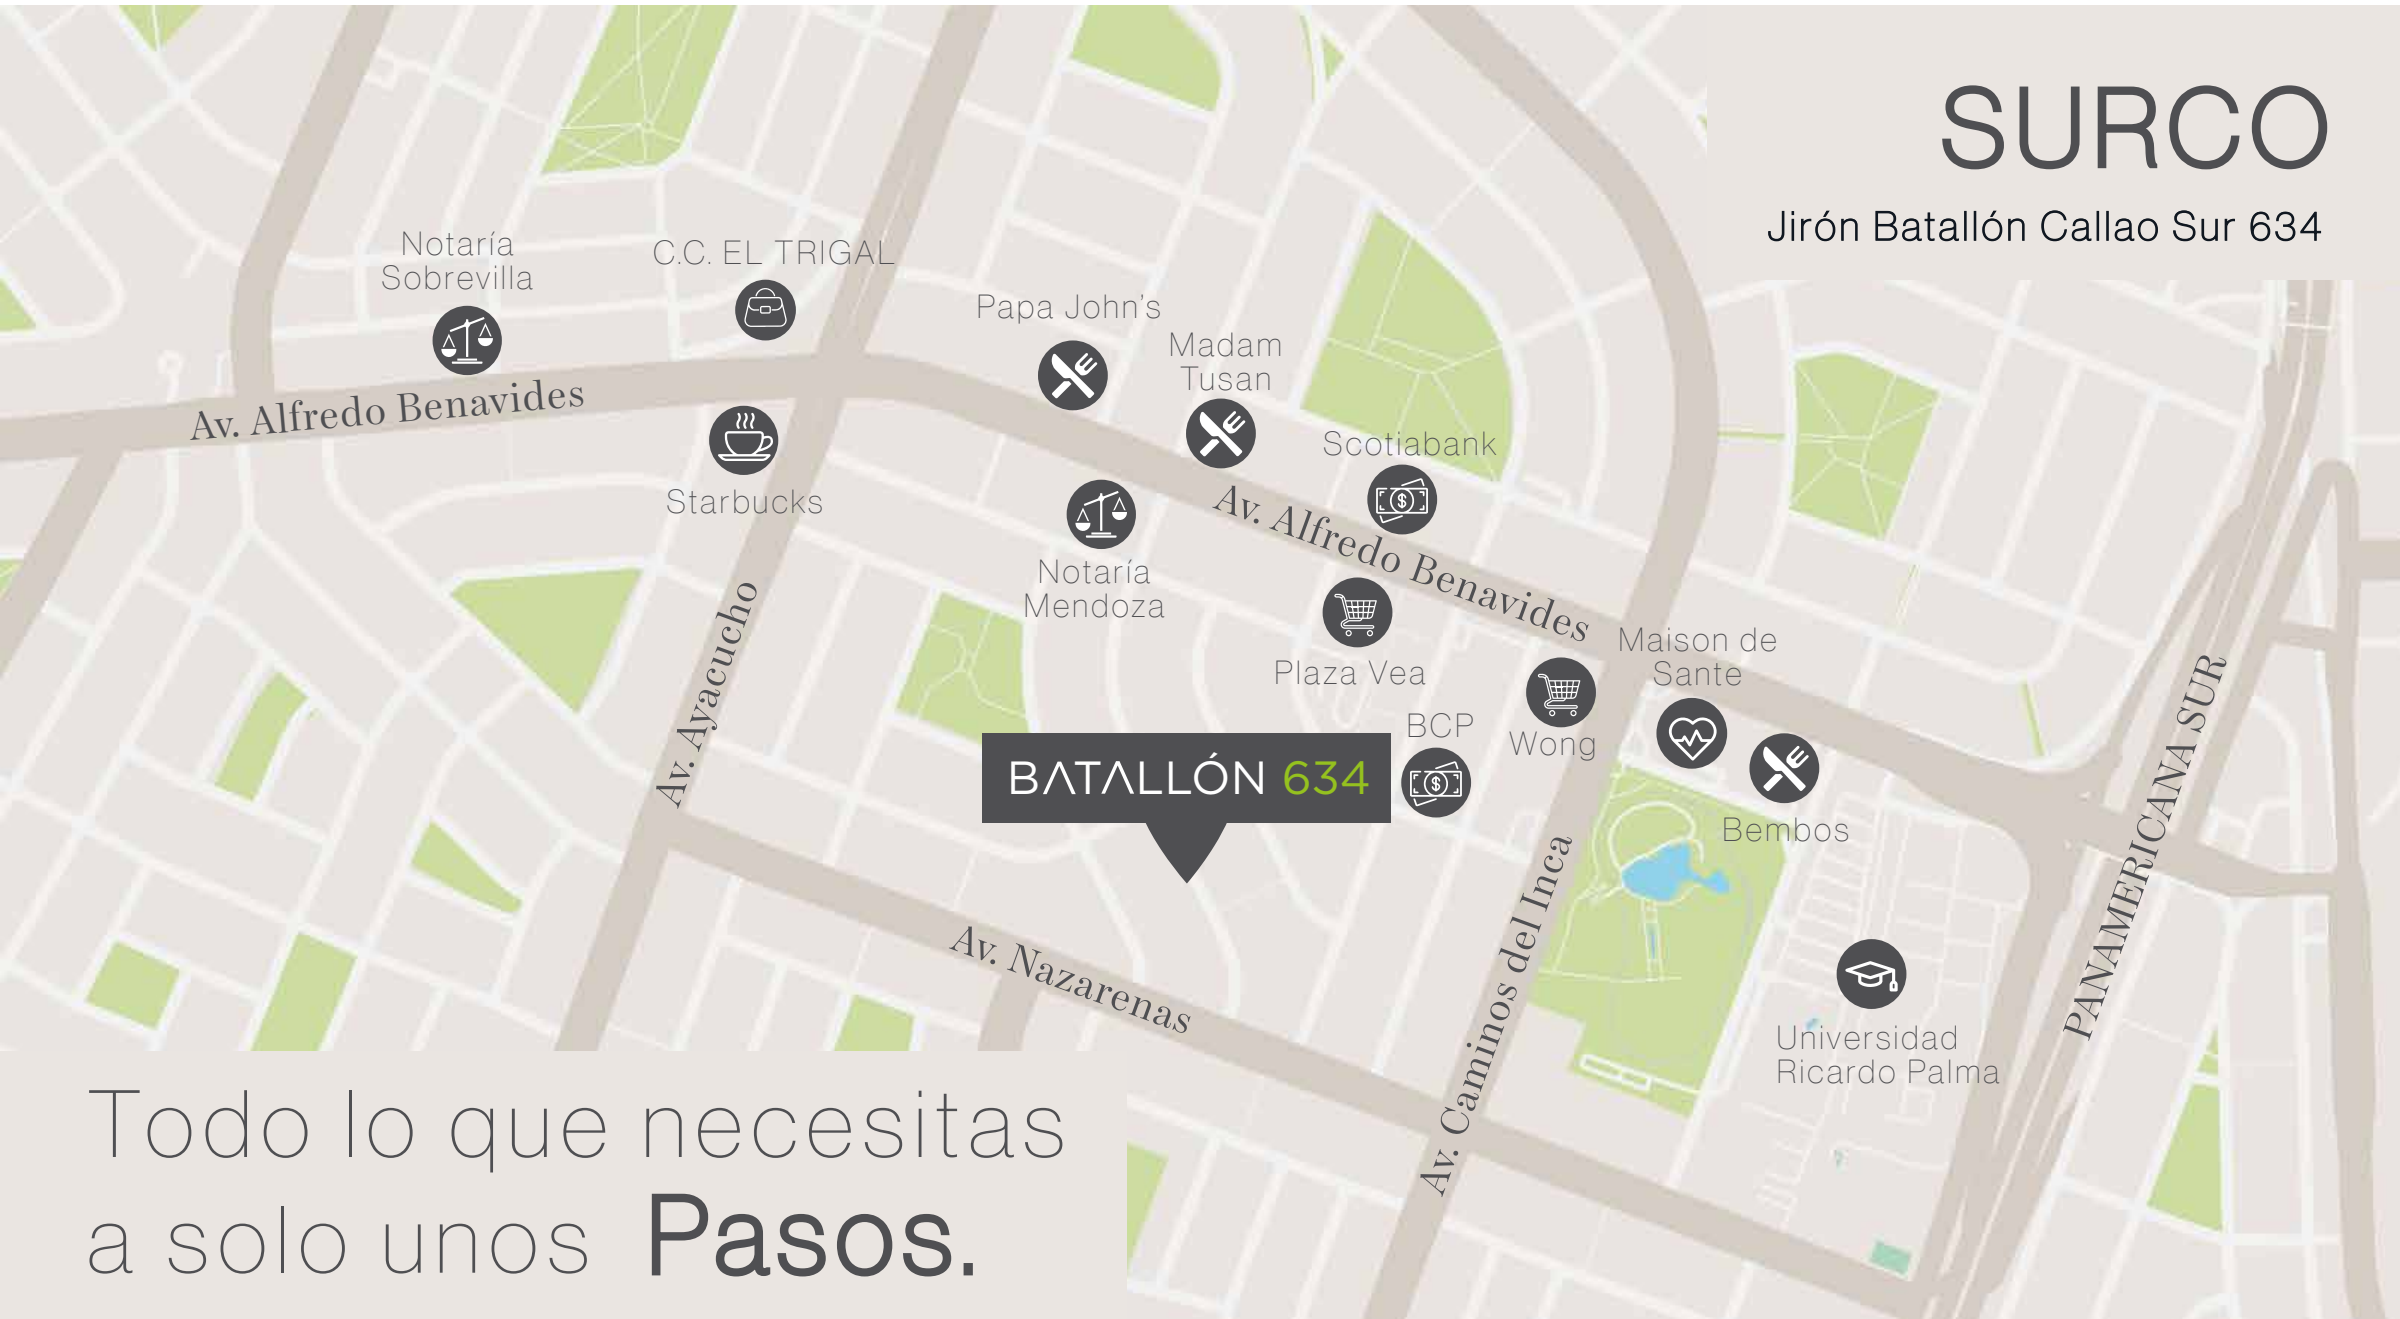 SURCO
Jirón Batallón Callao Sur 634
Notaría
Sobrevilla
C.C. EL TRIGAL
Papa John's
Madam
Tusan
Scotiabank
Av. Alfredo Benavides
Starbucks
Av. Alfredo Benavides
Notaría
Mendoza
Plaza Vea
Maison de
Sante
BCP
Wong
Av. Ayacucho
BATALLÓN 634
Bembos
PANAMERICANA SUR
Av. Nazarenas
Av. Caminos del Inca
Universidad
Ricardo Palma
Todo lo que necesitas
a solo unos Pasos.